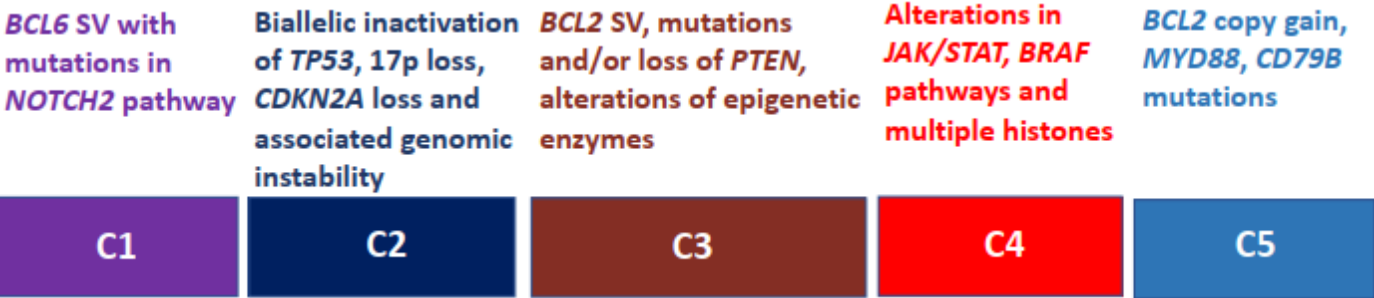 BCL6 SV with
mutations in
NOTCH2 pathway
Biallelic inactivation
of TP53, 17p loss,
CDKN2A loss and
associated genomic
instability
BCL2 SV, mutations
and/or loss of PTEN,
alterations of epigenetic
enzymes
Alterations in
JAK/STAT, BRAF
pathways and
multiple histones
BCL2 copy gain,
MYD88, CD79B
mutations
C1
C2
C3
C4
C5